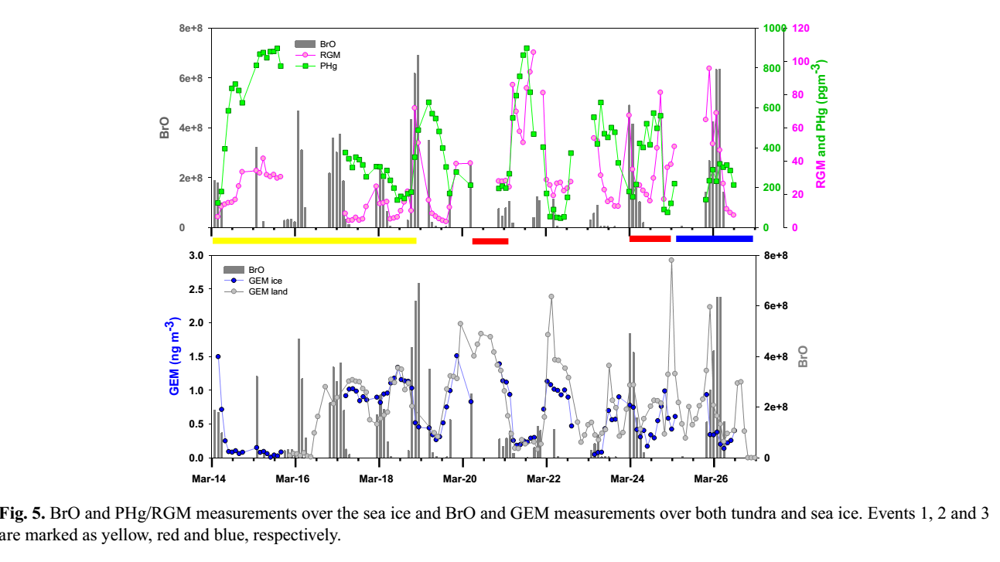 8e+8
6e+8
4e+8
2e+8
0
BrO
BrO
RGM
PHg
1000
800
600
400
200
0
120
100
80
60
40
20
0
RGM and PHg (pgm-3)
3.0
2.5
2.0
1.5
1.0
0.5
0.0
GEM (ng m-3)
BrO
GEM ice
GEM land
8e+8
6e+8
4e+8
2e+8
0
BrO
Mar-14 Mar-16 Mar-18 Mar-20 Mar-22 Mar-24 Mar-26
Fig. 5. BrO and PHg/RGM measurements over the sea ice and BrO and GEM measurements over both tundra and sea ice. Events 1, 2 and 3
are marked as yellow, red and blue, respectively.